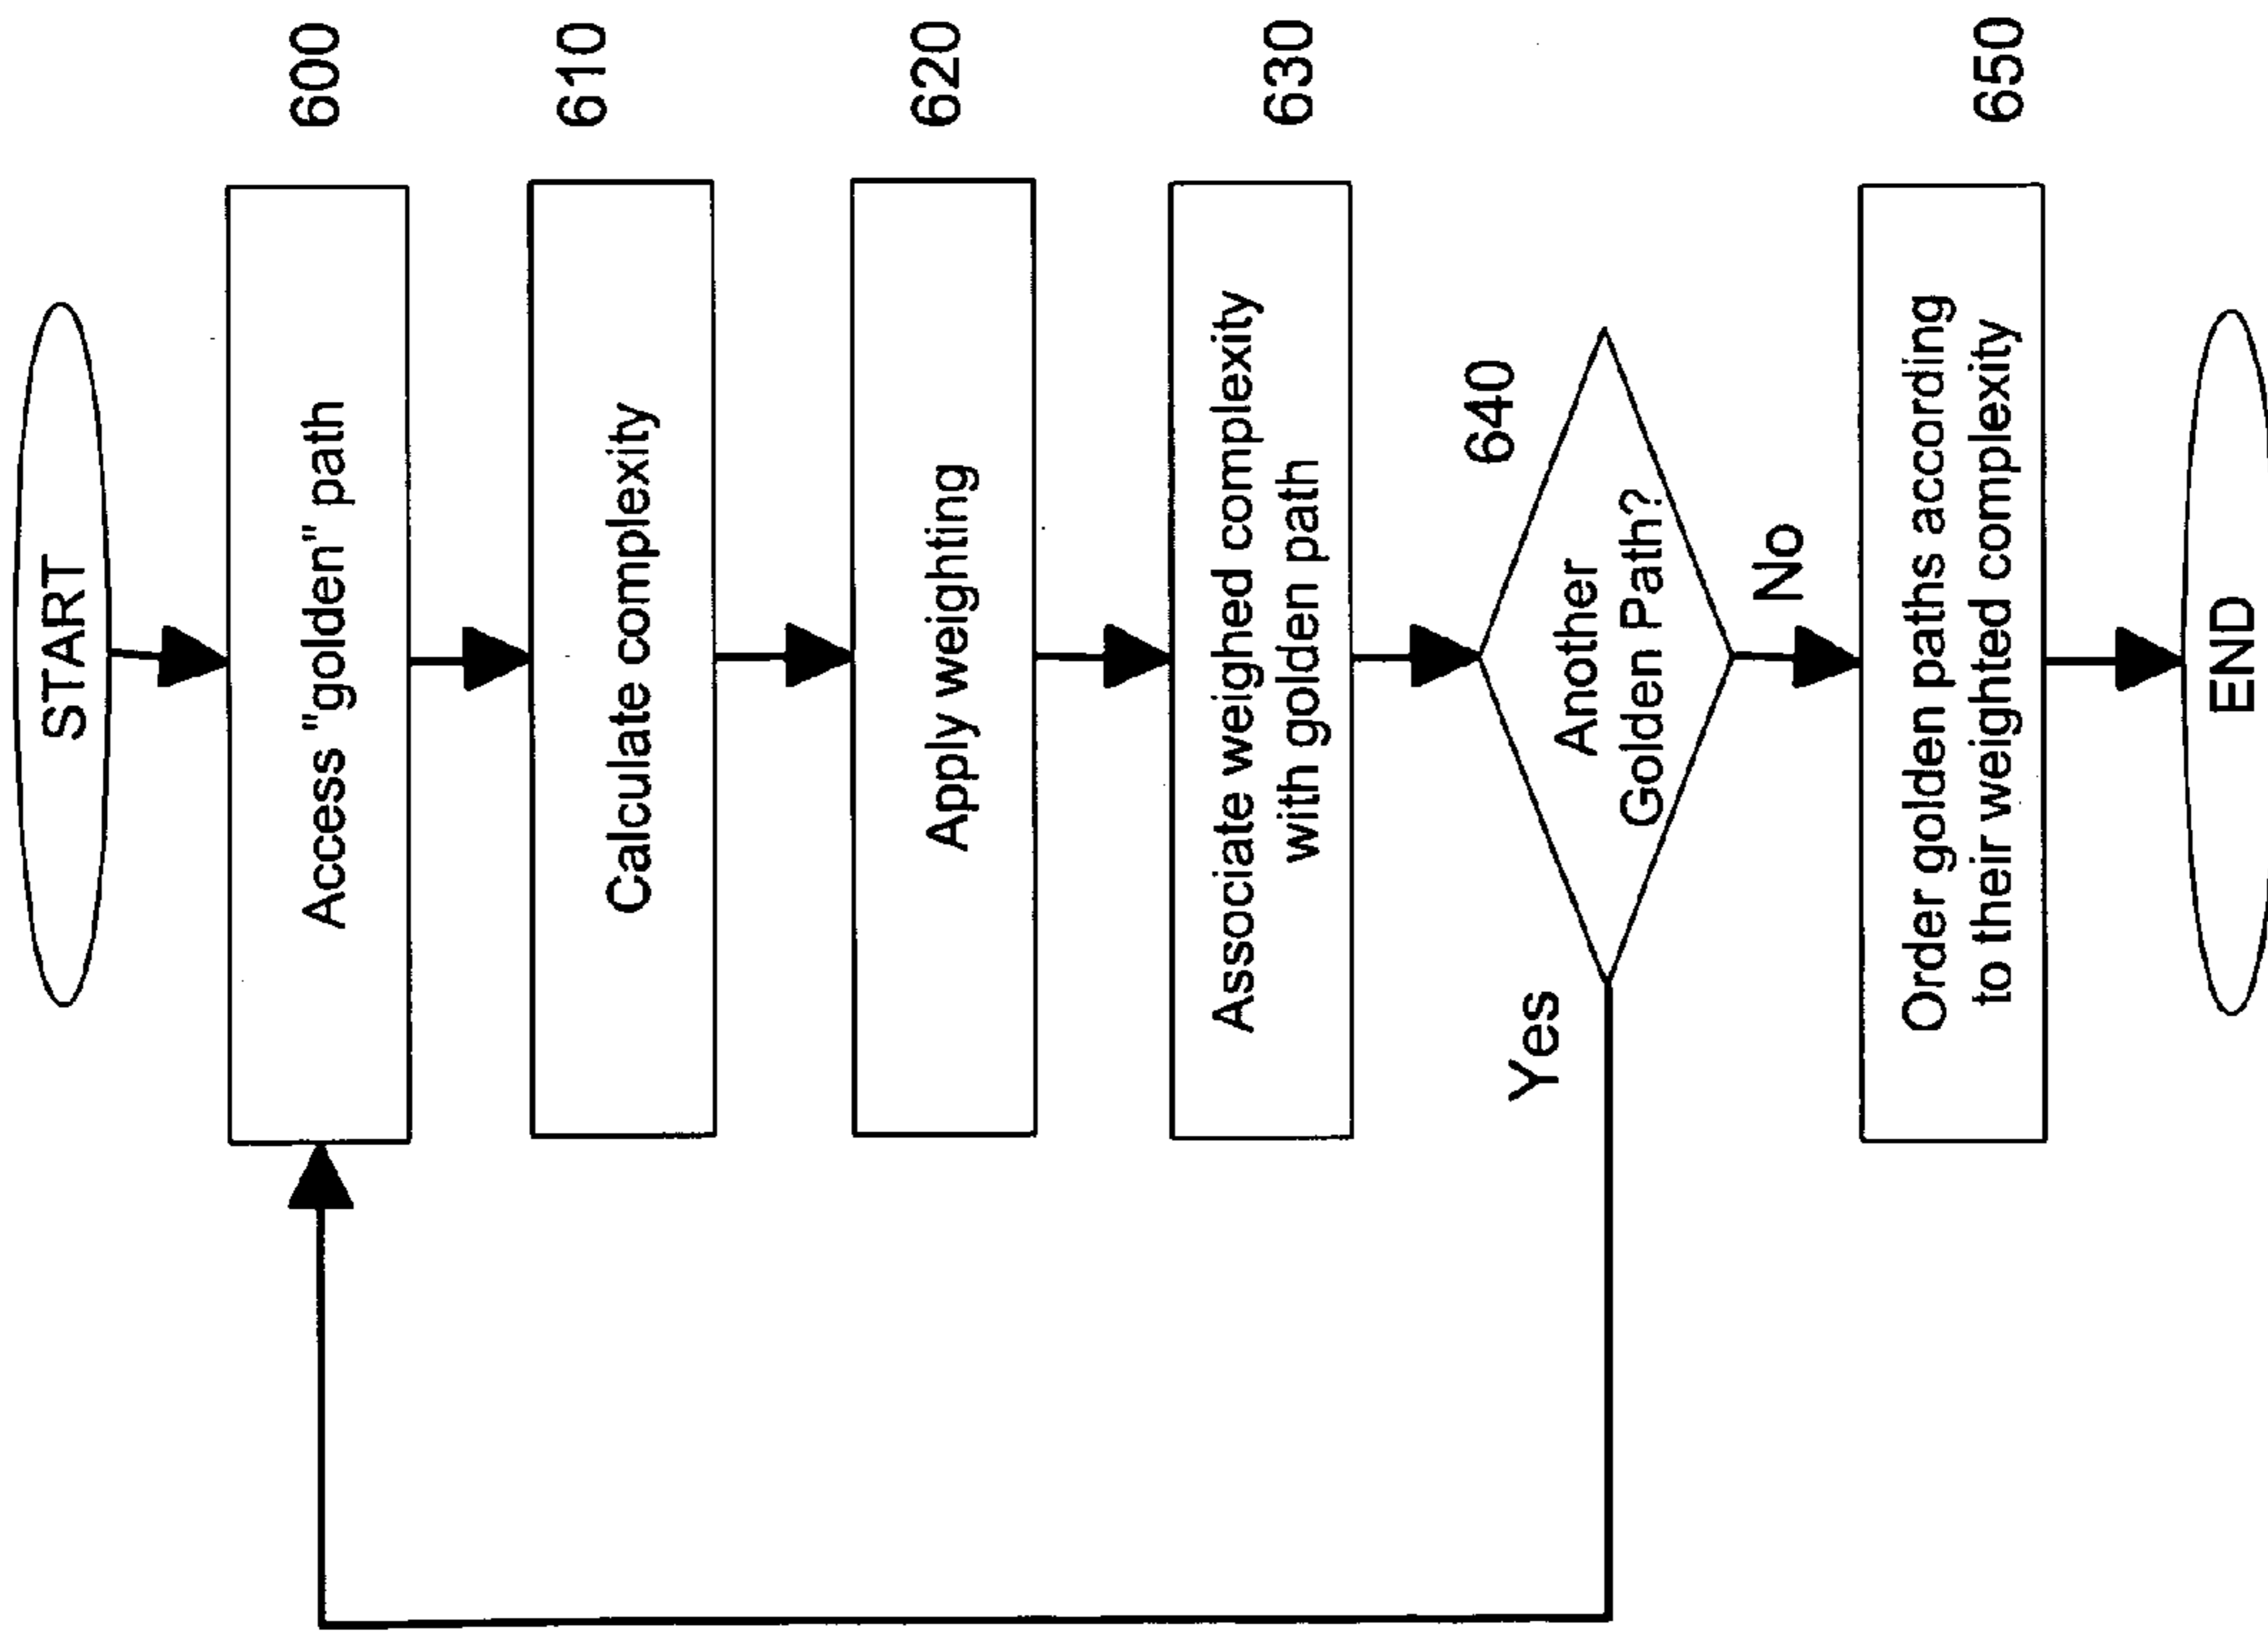 START
Access "golden" path
600
Calculate complexity
610
Apply weighting
620
Associate weighed complexity
with golden path
630
640
Another
Golden Path?
Yes
No
Order golden paths according
to their weighted complexity
650
END